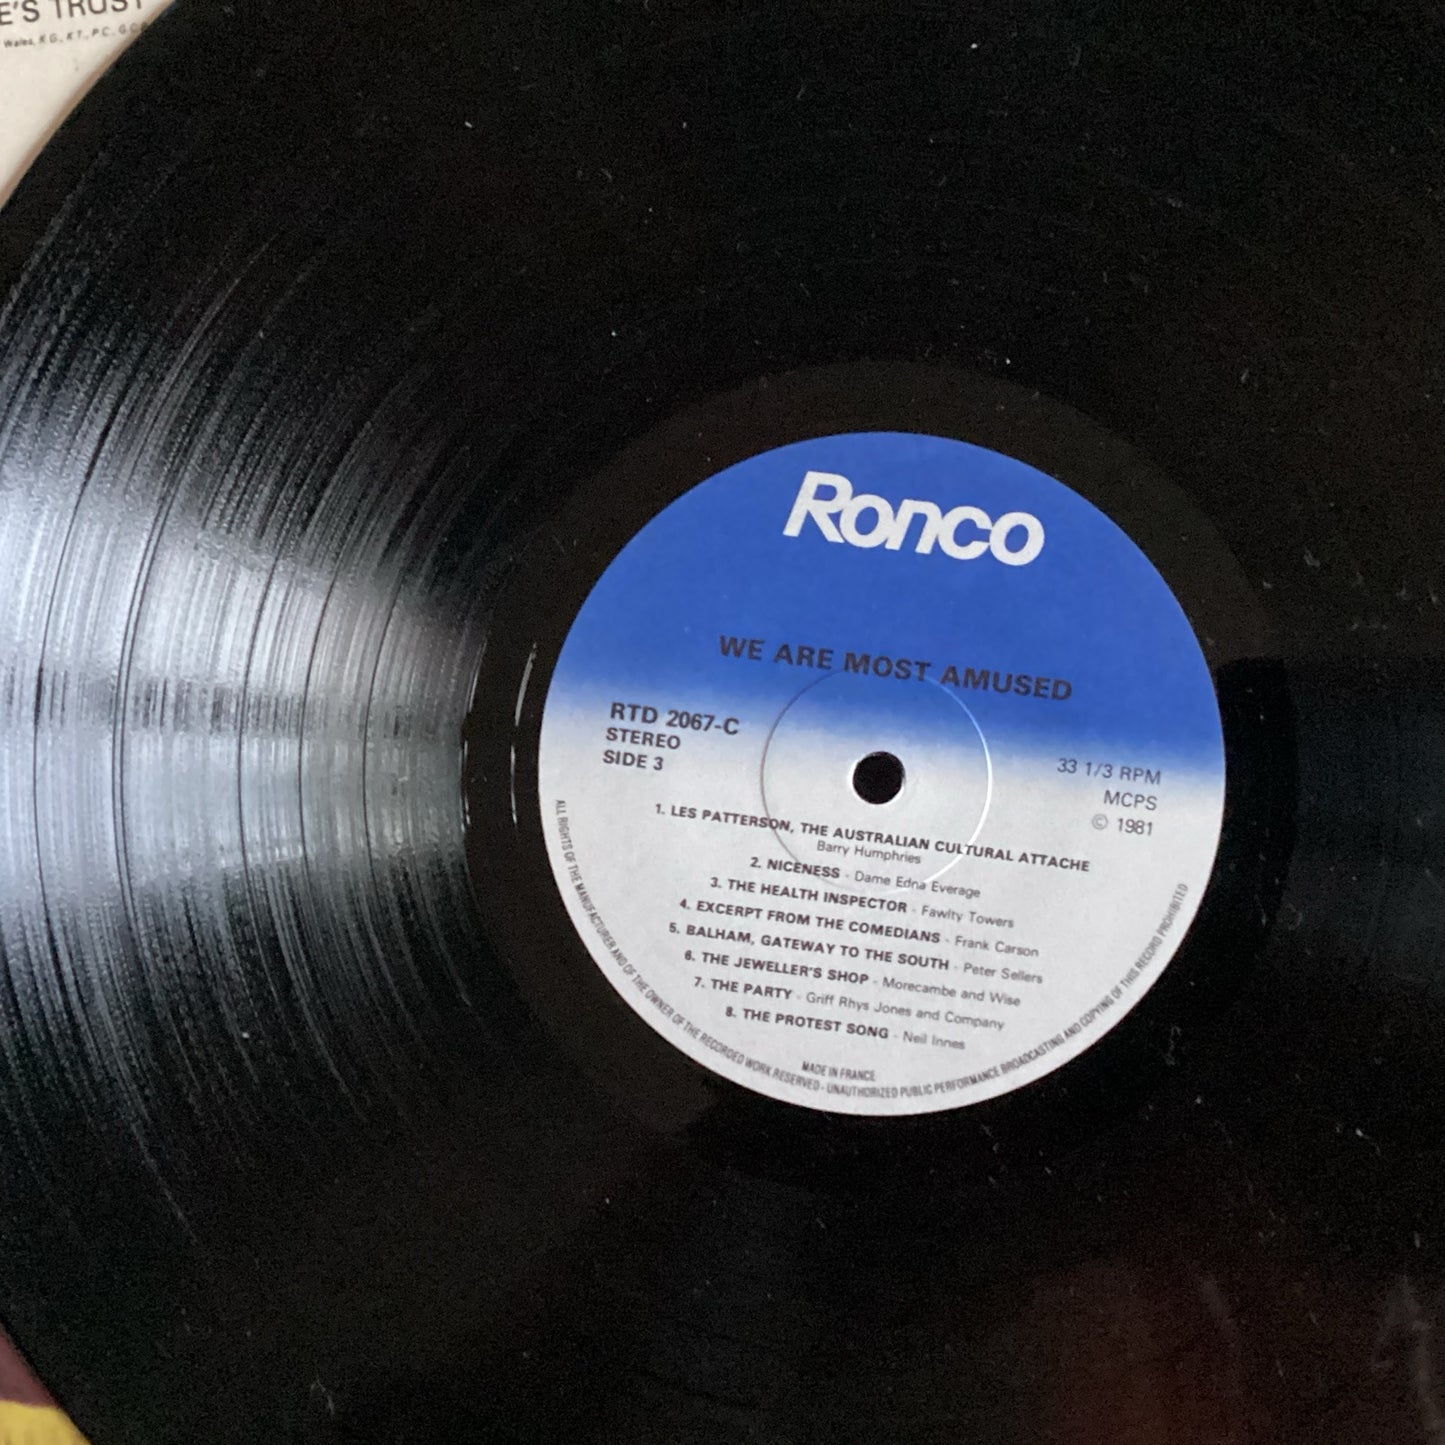 E'S TRUST
Wales, K G., K T., P C. G C B
Ronco
WE ARE MOST AMUSED
RTD 2067-C
STEREO
SIDE 3
33 1/3 RPM
MCPS
© 1981
1. LES PATTERSON, THE AUSTRALIAN CULTURAL ATTACHE
Barry Humphries
2. NICENESS - Dame Edna Everage
3. THE HEALTH INSPECTOR - Fawlty Towers
4. EXCERPT FROM THE COMEDIANS - Frank Carson
5. BALHAM, GATEWAY TO THE SOUTH - Peter Sellers
6. THE JEWELLER'S SHOP - Morecambe and Wise
7. THE PARTY - Griff Rhys Jones and Company
8. THE PROTEST SONG - Neil Innes
MADE IN FRANCE
ALL RIGHTS OF THE MANUFACTURER AND OF THE OWNER OF THE RECORDED WORK RESERVED - UNAUTHORIZED PUBLIC PERFORMANCE BROADCASTING AND COPYING OF THIS RECORD PROHIBITED